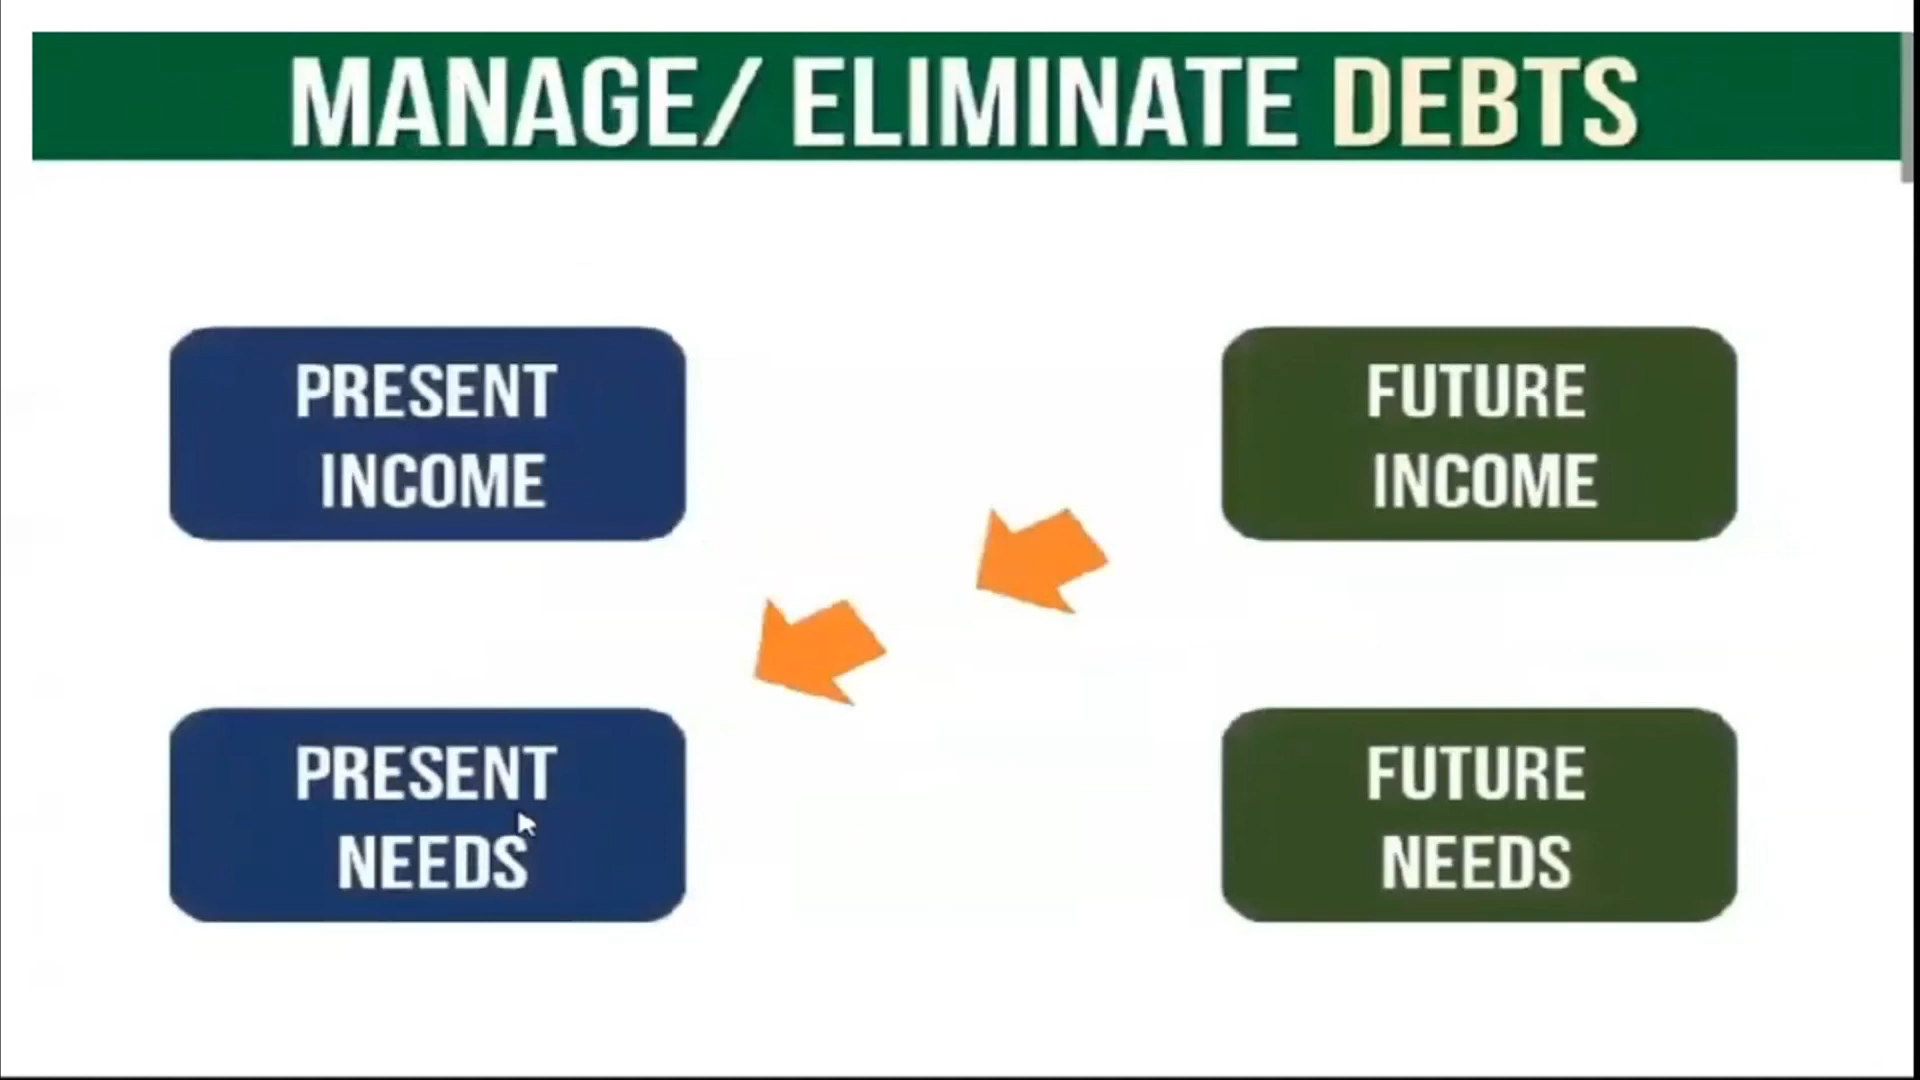 MANAGE/ ELIMINATE DEBTS
PRESENT
INCOME
FUTURE
INCOME
PRESENT
NEEDS
FUTURE
NEEDS